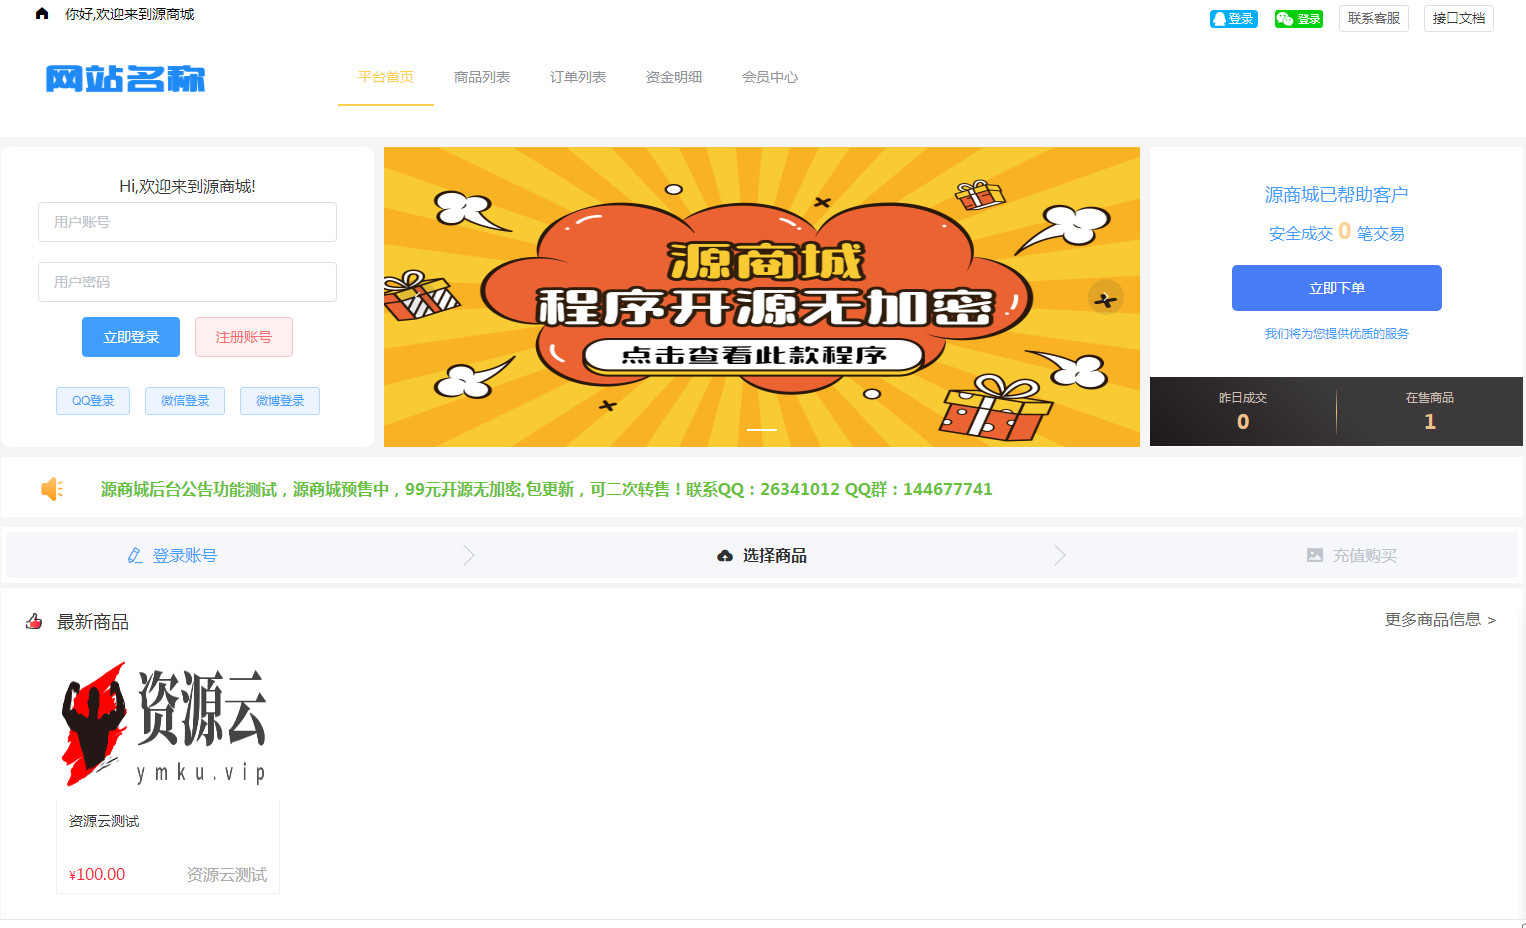 你好,欢迎来到源商城
登录
登录
联系客服
接口文档
网站名称
平台首页
商品列表
订单列表
资金明细
会员中心
Hi,欢迎来到源商城!
用户账号
用户密码
立即登录
注册账号
QQ登录
微信登录
微博登录
源商城
程序开源无加密
点击查看此款程序
源商城已帮助客户
安全成交 0 笔交易
立即下单
我们将为您提供优质的服务
昨日成交
0
在售商品
1
源商城后台公告功能测试，源商城预售中，99元开源无加密,包更新，可二次转售！联系QQ：26341012 QQ群：144677741
登录账号
选择商品
充值购买
最新商品
更多商品信息 >
资源云
ymku.vip
资源云测试
¥100.00
资源云测试